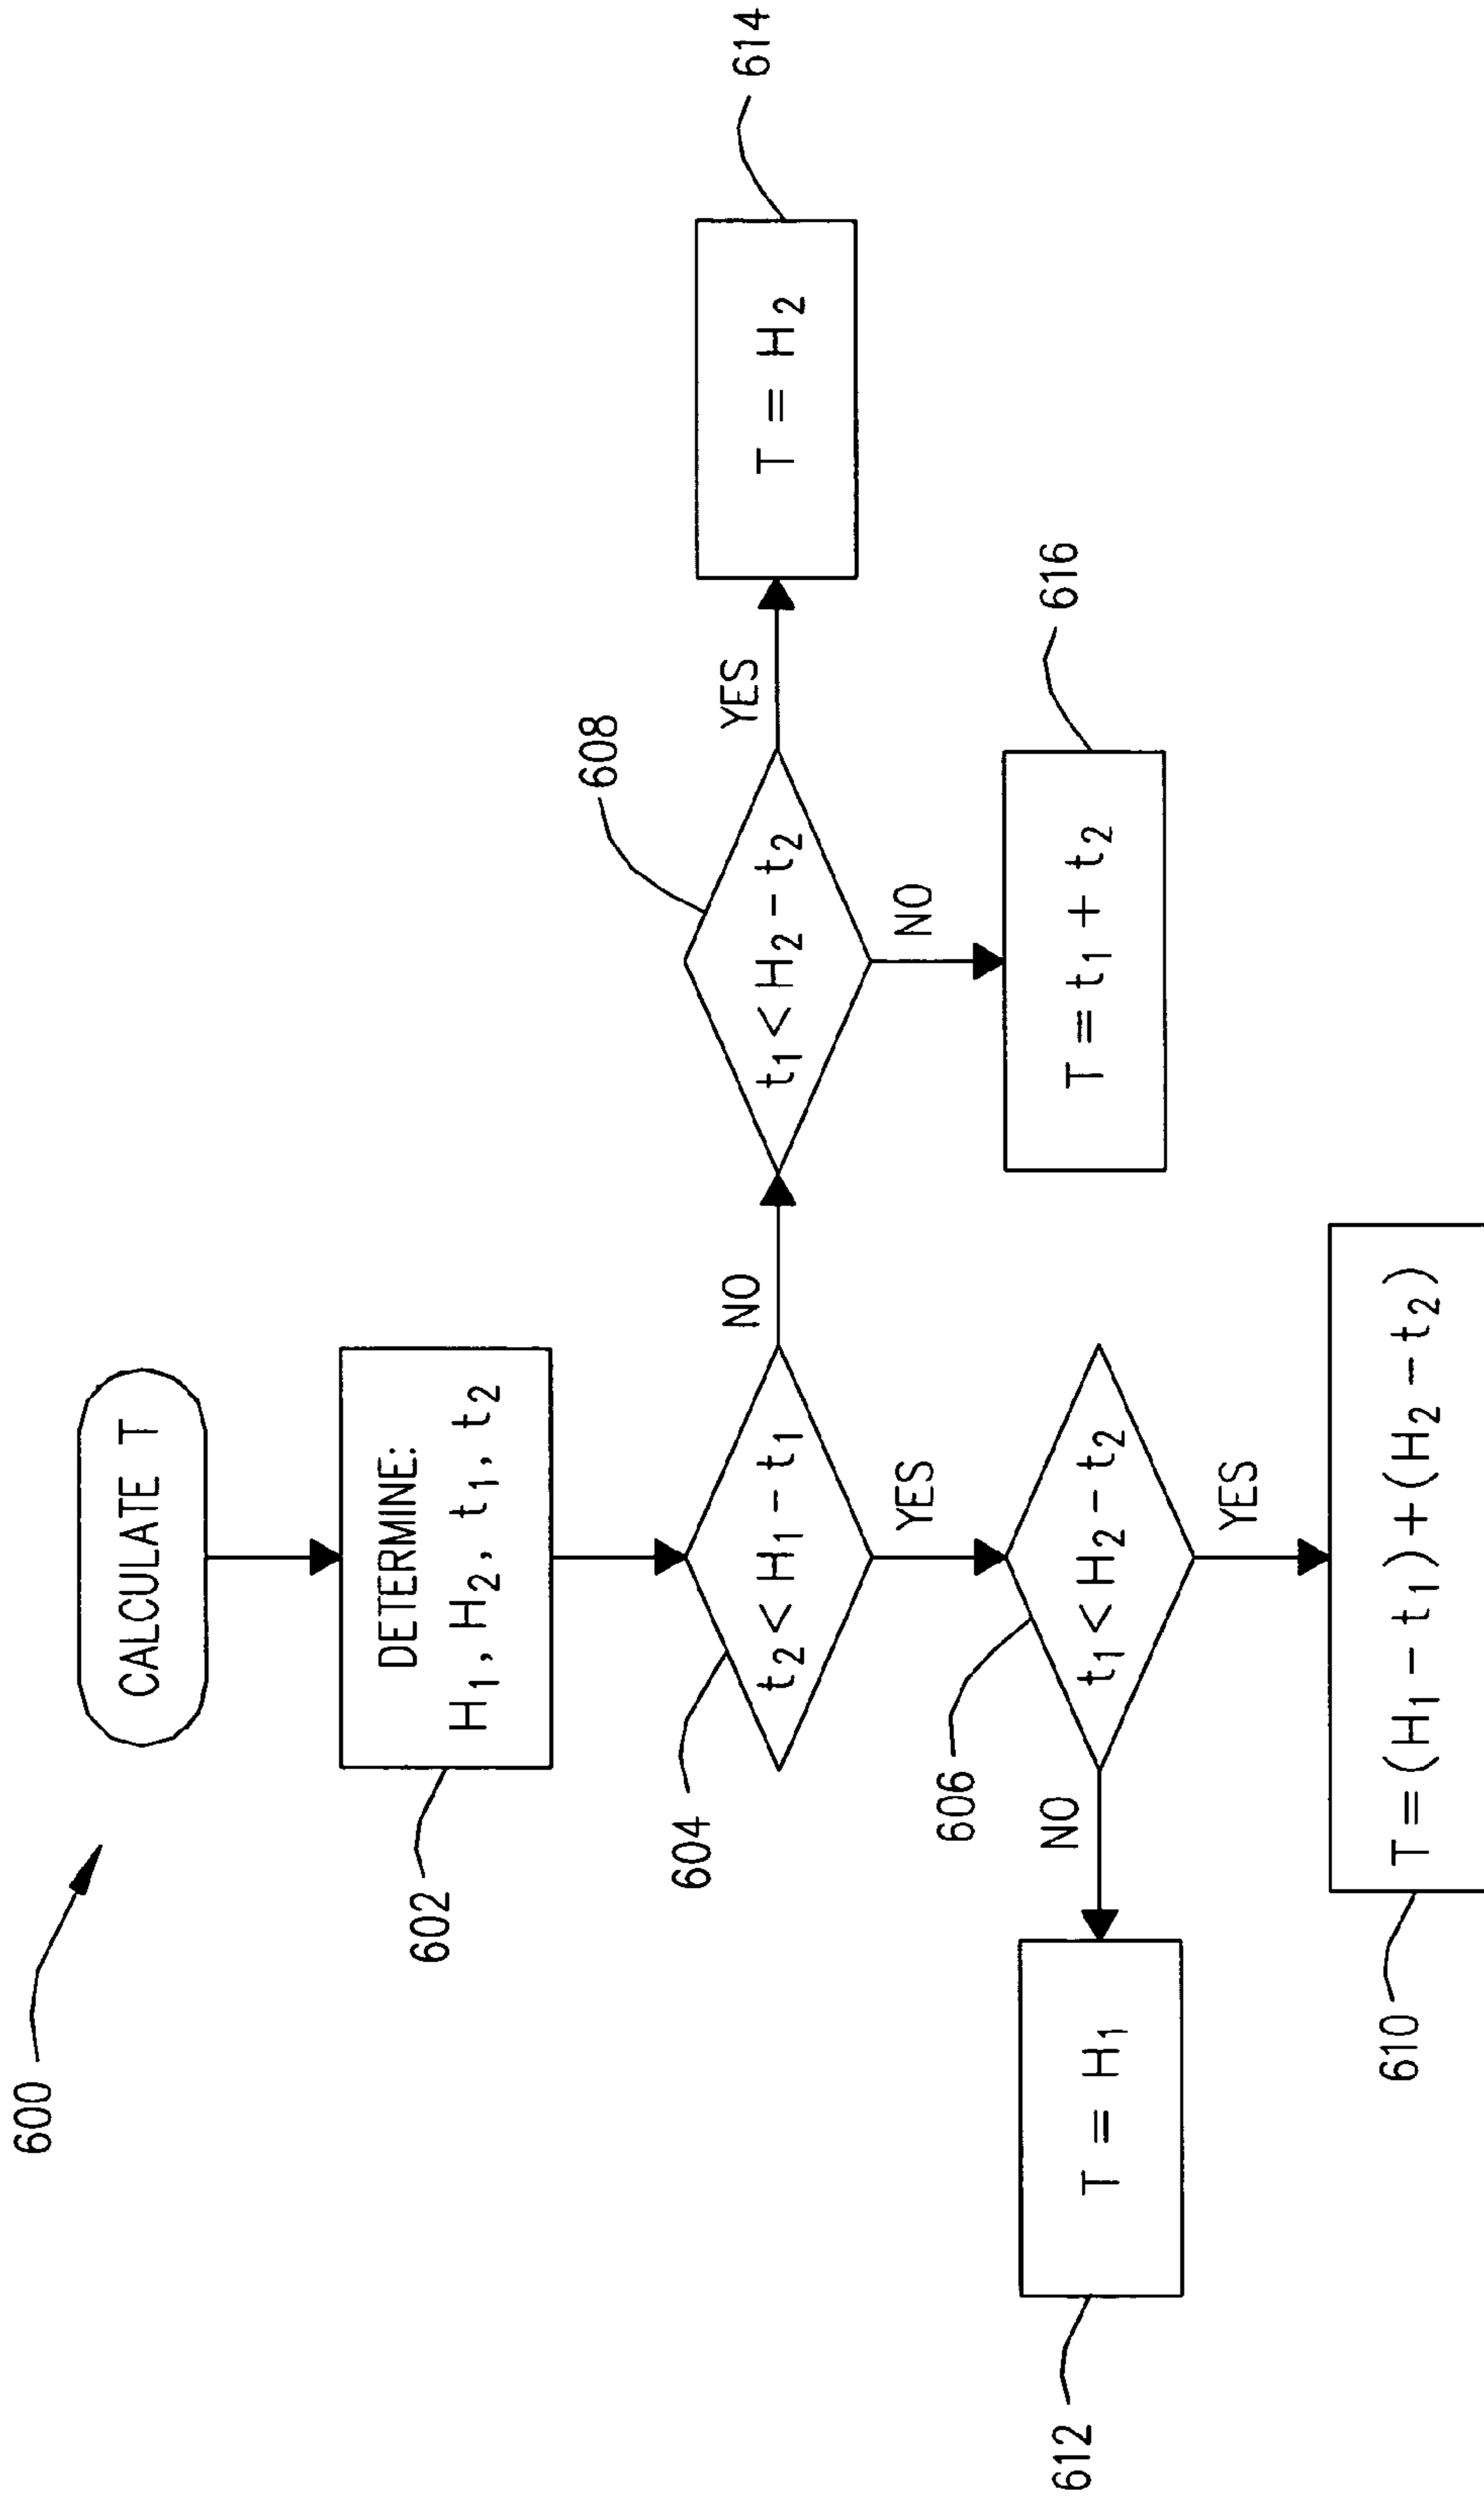 600
CALCULATE T
602
DETERMINE:
H₁, H₂, t₁, t₂
604
t₂ < H₁ − t₁
NO
608
t₁ < H₂ − t₂
YES
T = H₂
614
YES
NO
606
t₁ < H₂ − t₂
NO
T = t₁ + t₂
616
612
T = H₁
YES
610
T = (H₁ − t₁) + (H₂ − t₂)